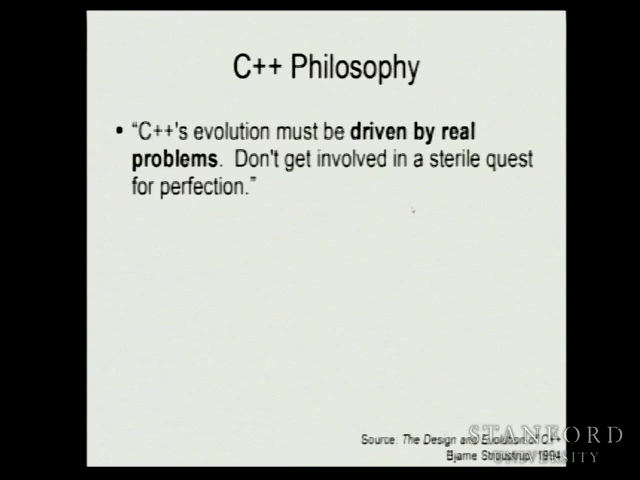 C++ Philosophy
• “C++'s evolution must be driven by real
problems. Don't get involved in a sterile quest
for perfection.”
Source: The Design and Evolution of C++
Bjarne Stroustrup, 1994
STANFORD
UNIVERSITY